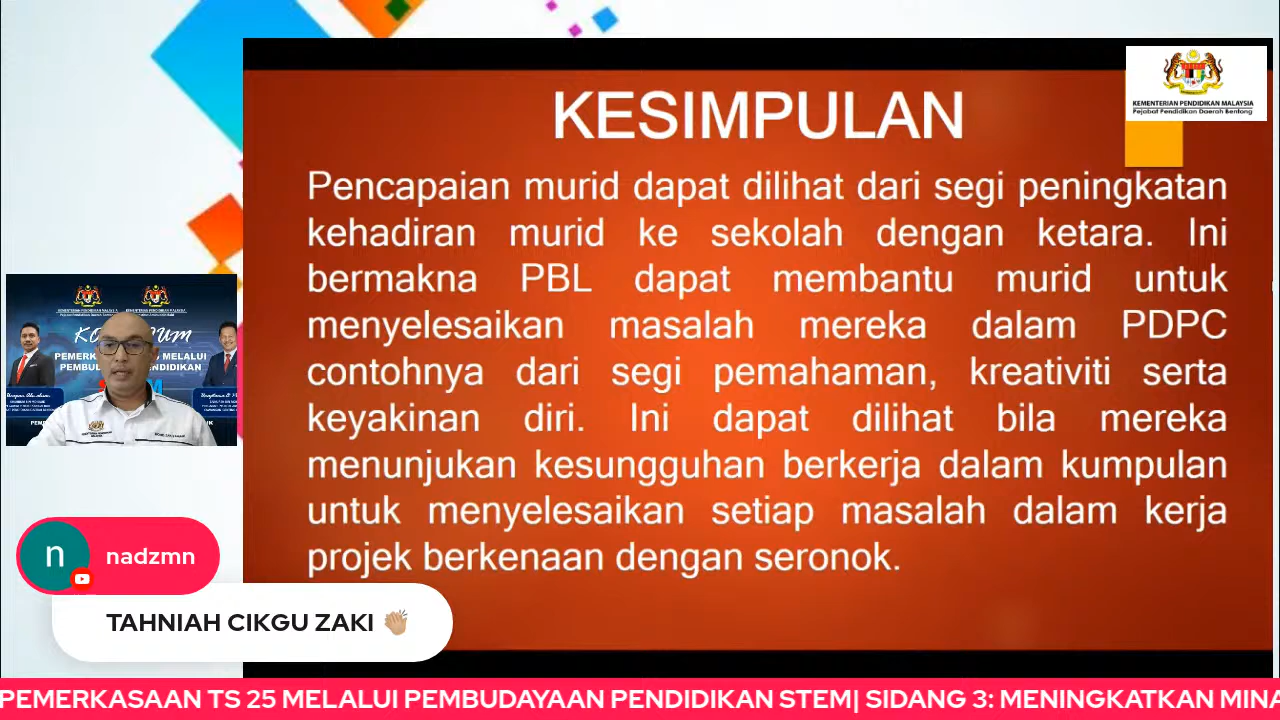 KESIMPULAN
KEMENTERIAN PENDIDIKAN MALAYSIA
Pejabat Pendidikan Daerah Bentong
Pencapaian murid dapat dilihat dari segi peningkatan
kehadiran murid ke sekolah dengan ketara. Ini
bermakna PBL dapat membantu murid untuk
menyelesaikan masalah mereka dalam PDPC
contohnya dari segi pemahaman, kreativiti serta
keyakinan diri. Ini dapat dilihat bila mereka
menunjukan kesungguhan berkerja dalam kumpulan
untuk menyelesaikan setiap masalah dalam kerja
projek berkenaan dengan seronok.
n nadzmn
TAHNIAH CIKGU ZAKI 👏🏽
PEMERKASAAN TS 25 MELALUI PEMBUDAYAAN PENDIDIKAN STEM| SIDANG 3: MENINGKATKAN MINA